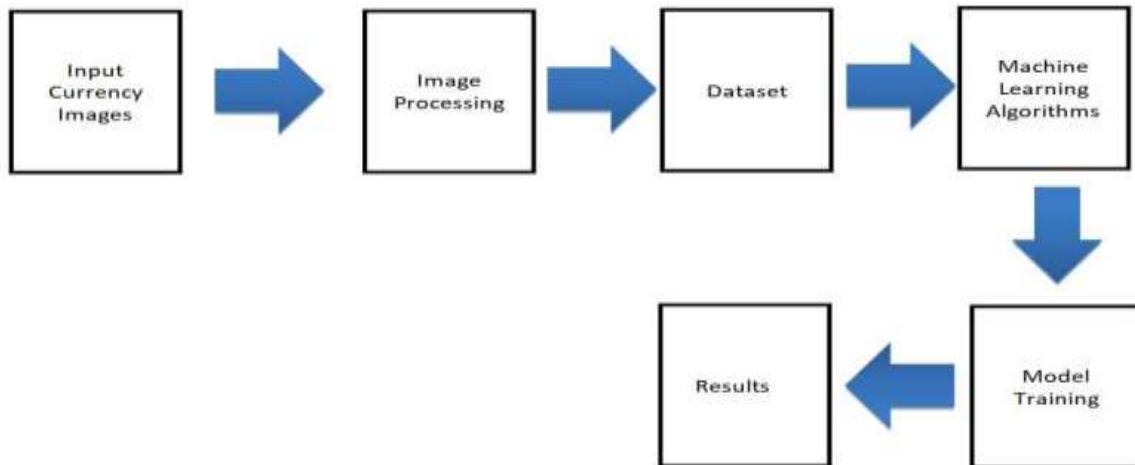 Input
Currency
Images
Image
Processing
Dataset
Machine
Learning
Algorithms
Model
Training
Results